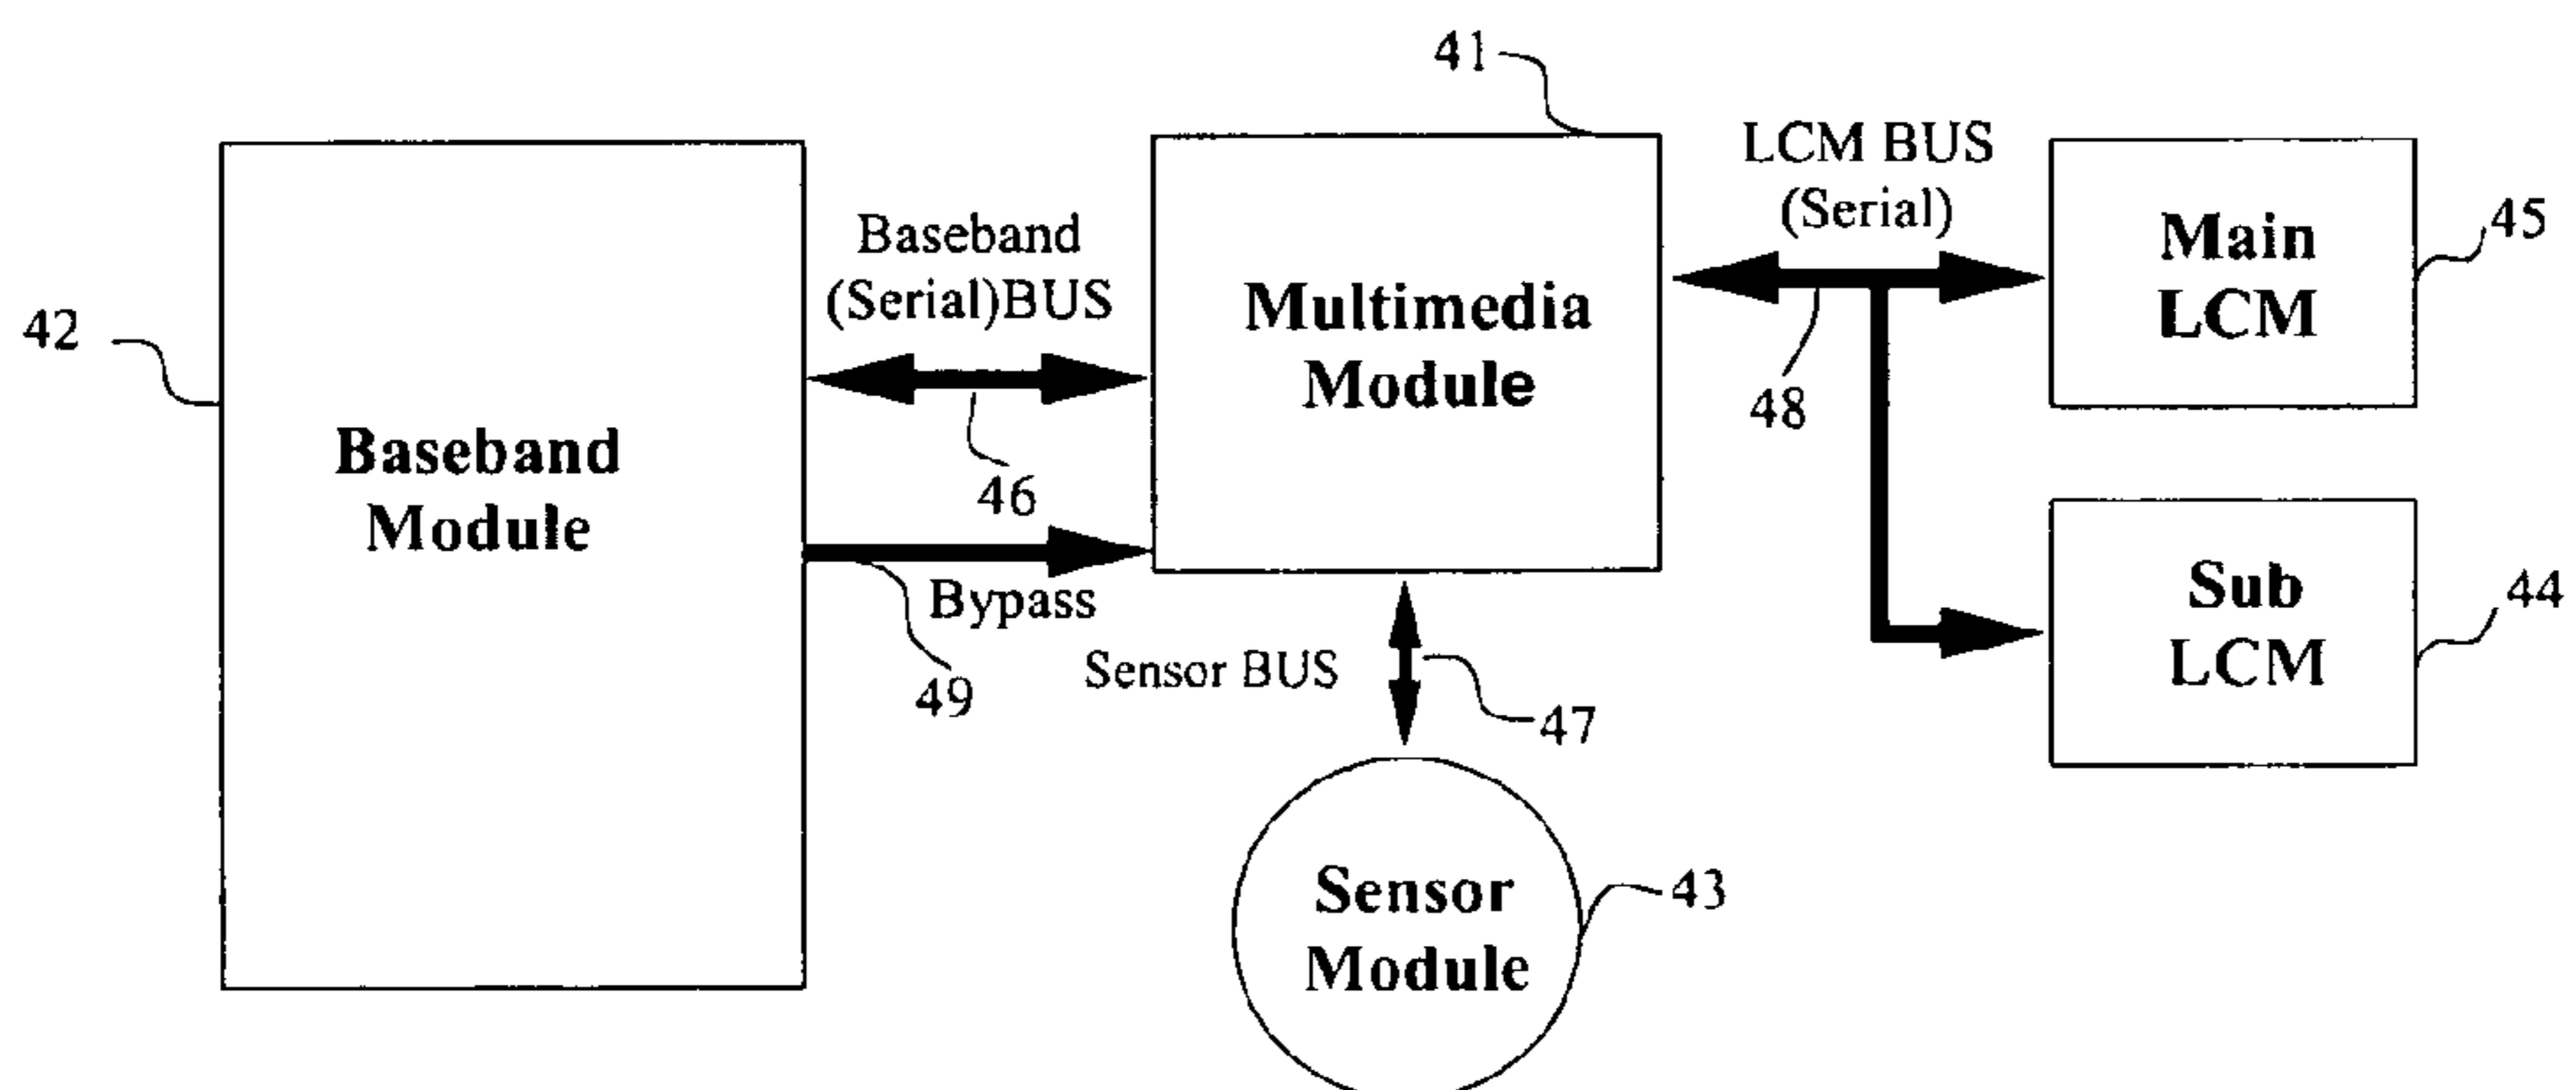 41
LCM BUS
(Serial)
Main
LCM
45
Baseband
(Serial)BUS
Multimedia
Module
42
48
Baseband
Module
46
Sub
LCM
44
Bypass
Sensor BUS
49
47
Sensor
Module
43